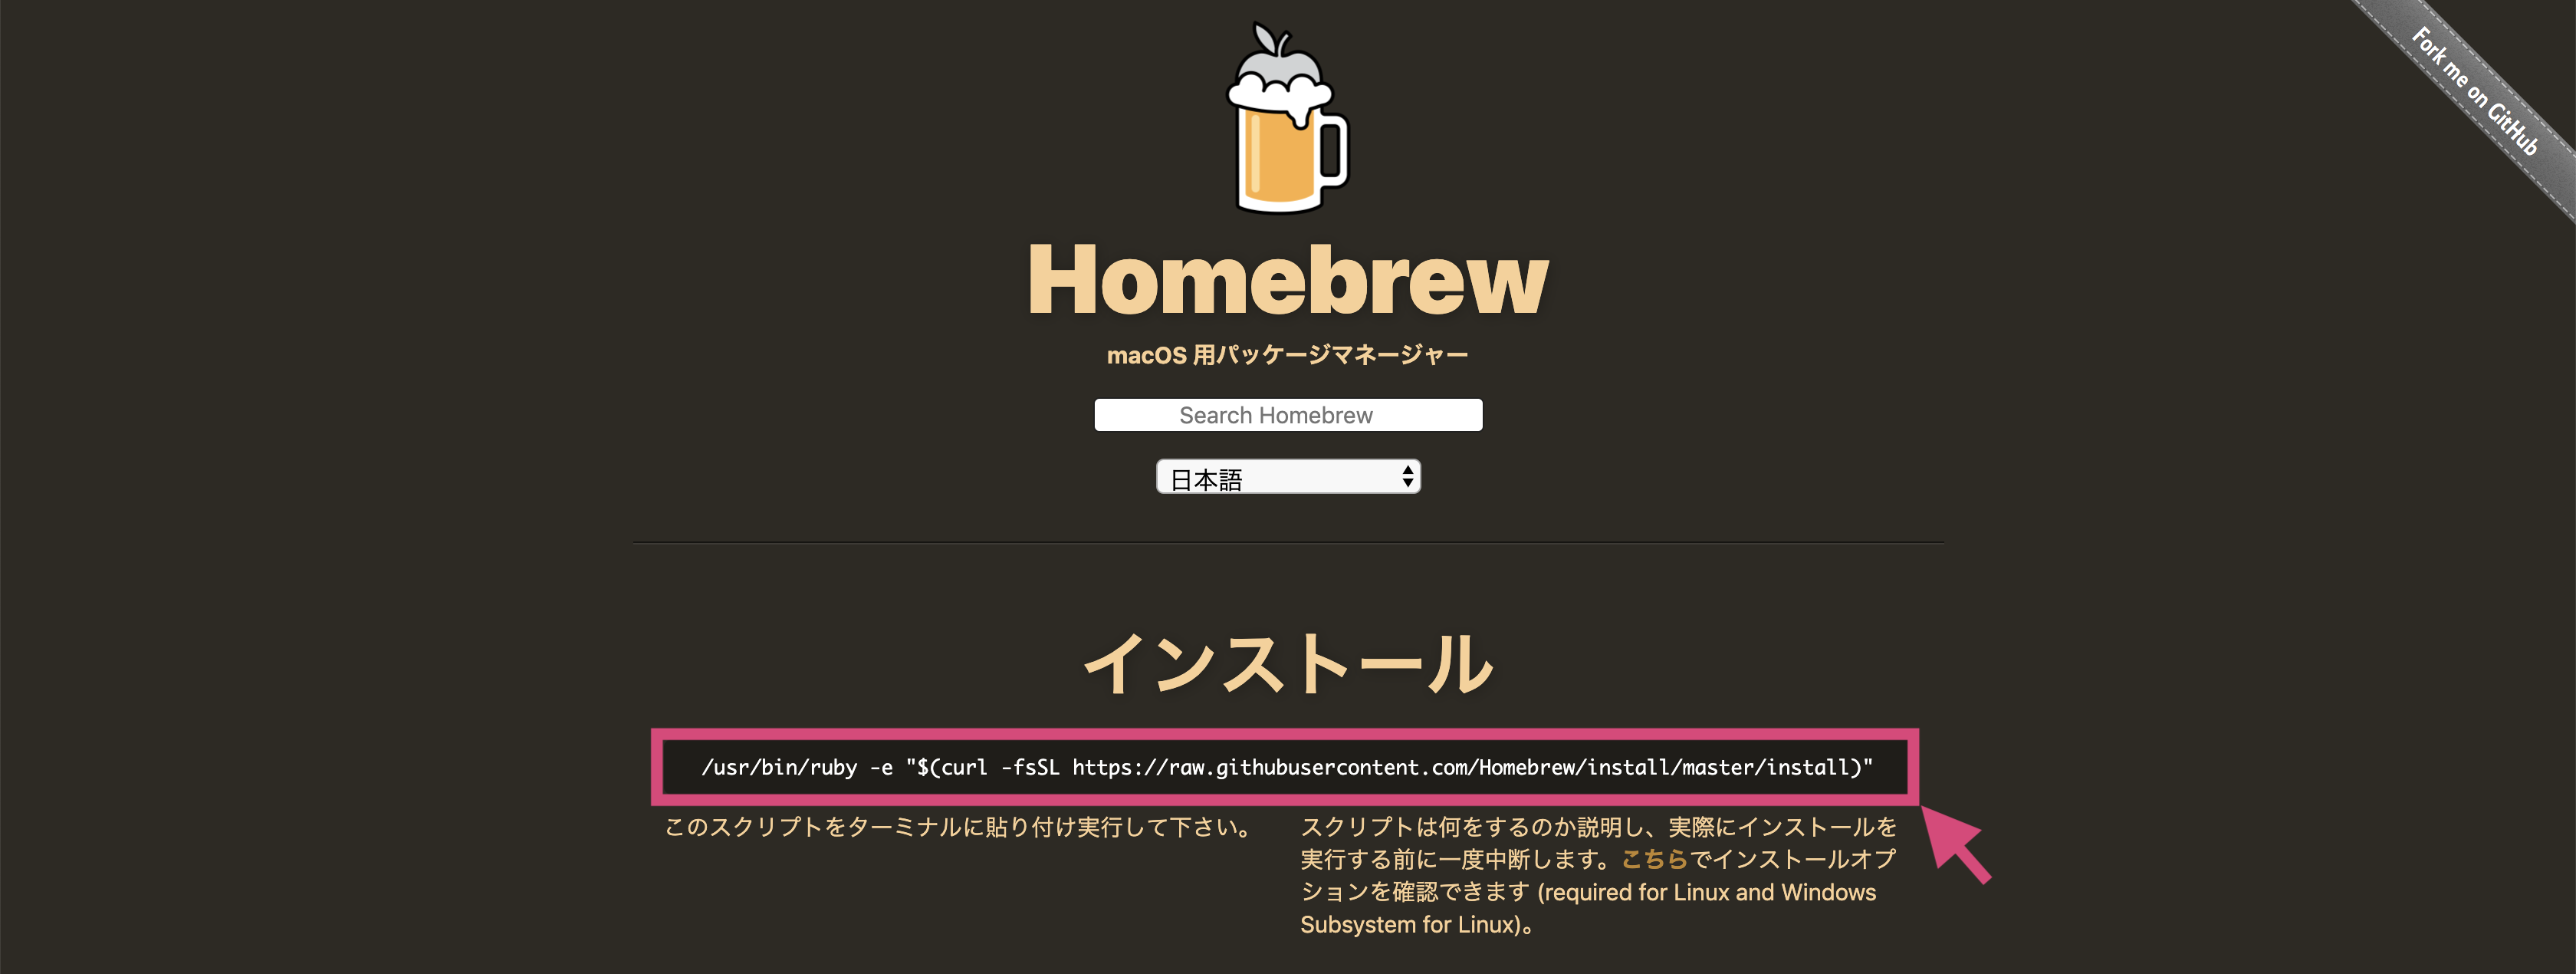 Fork me on GitHub
Homebrew
macOS 用パッケージマネージャー
Search Homebrew
日本語
インストール
/usr/bin/ruby -e "$(curl -fsSL https://raw.githubusercontent.com/Homebrew/install/master/install)"
このスクリプトをターミナルに貼り付け実行して下さい。
スクリプトは何をするのか説明し、実際にインストールを
実行する前に一度中断します。こちらでインストールオプ
ションを確認できます (required for Linux and Windows
Subsystem for Linux)。